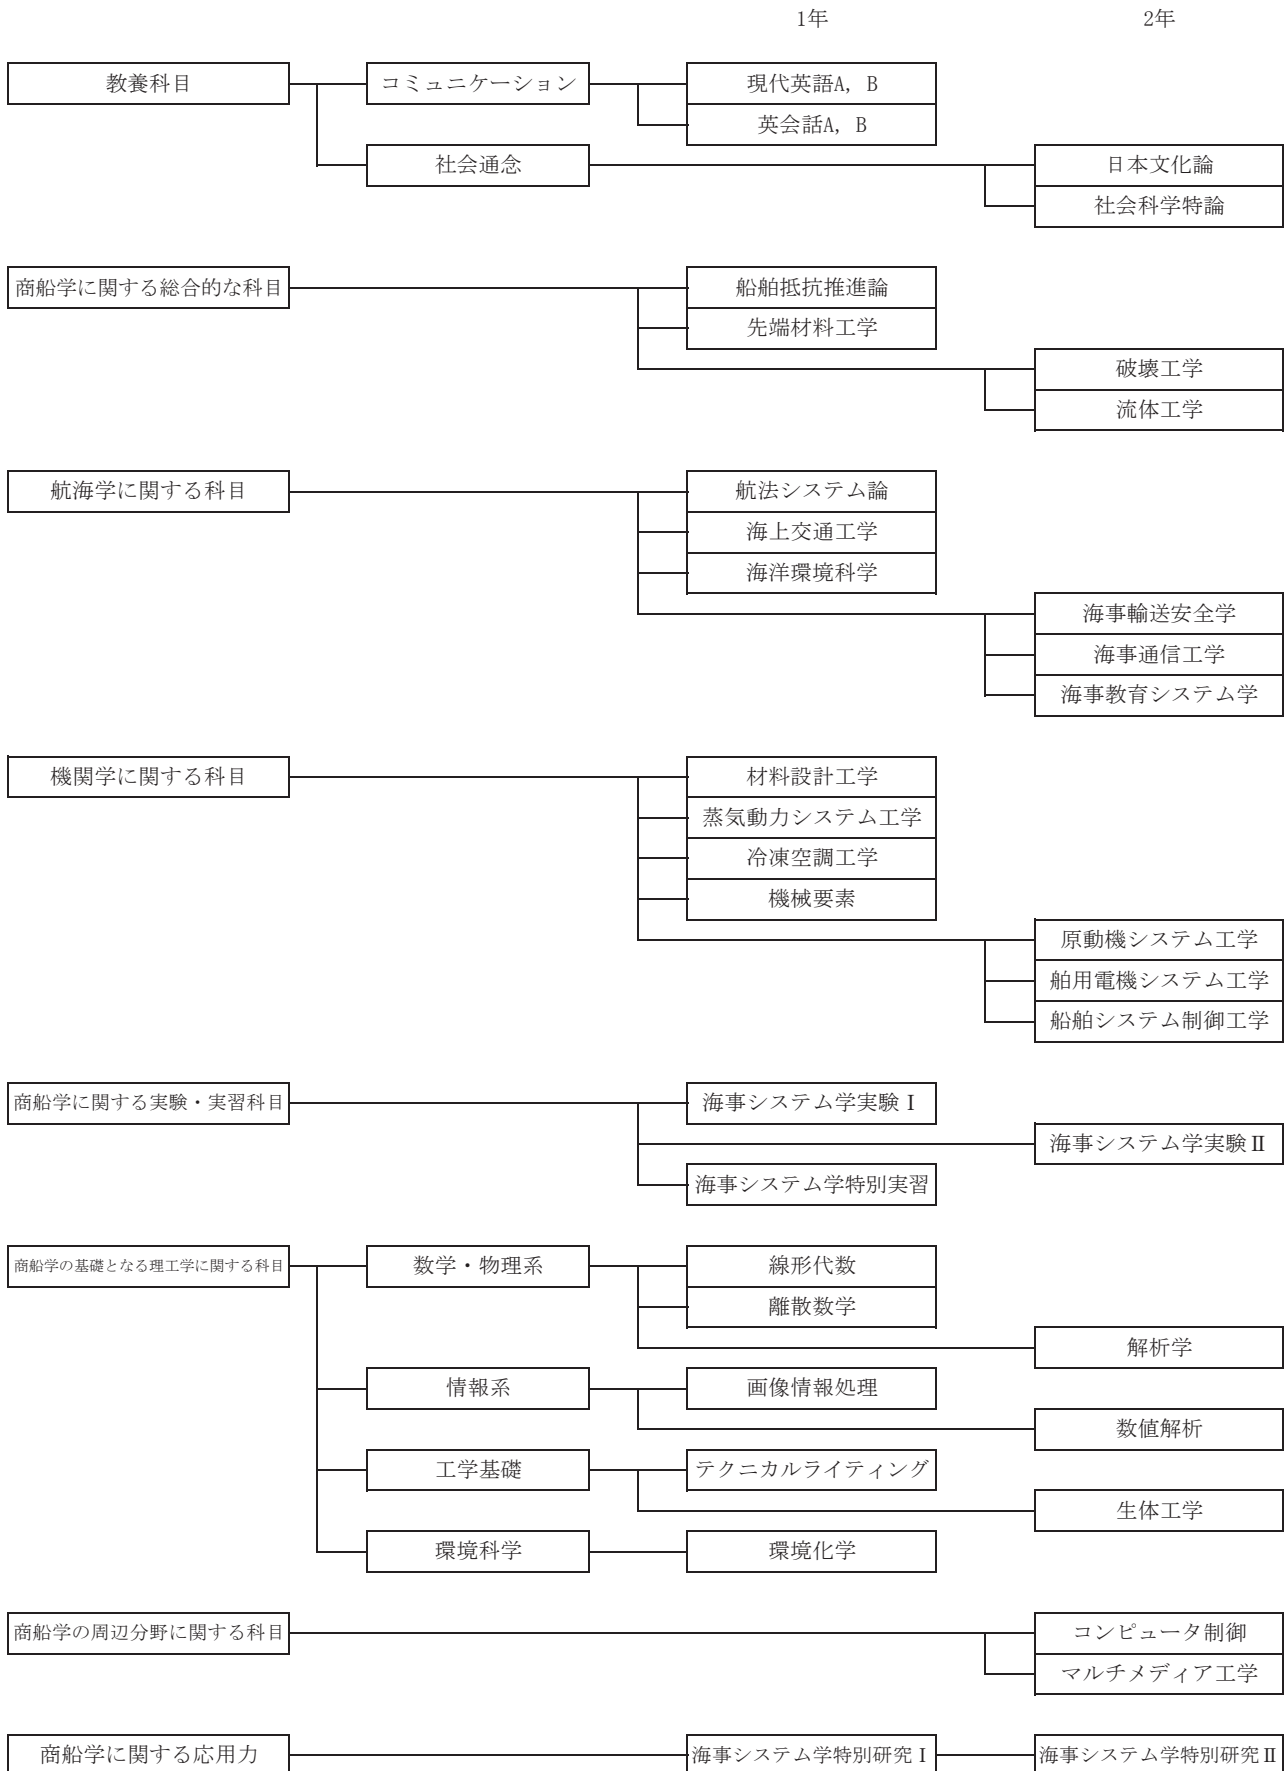 1年 2年
教養科目 コミュニケーション 現代英語A, B
英会話A, B
社会通念 日本文化論
社会科学特論
商船学に関する総合的な科目 船舶抵抗推進論
先端材料工学
破壊工学
流体工学
航海学に関する科目 航法システム論
海上交通工学
海洋環境科学
海事輸送安全学
海事通信工学
海事教育システム学
機関学に関する科目 材料設計工学
蒸気動力システム工学
冷凍空調工学
機械要素
原動機システム工学
舶用電機システム工学
船舶システム制御工学
商船学に関する実験・実習科目 海事システム学実験Ⅰ
海事システム学実験Ⅱ
海事システム学特別実習
商船学の基礎となる理工学に関する科目 数学・物理系 線形代数
離散数学
解析学
情報系 画像情報処理
数値解析
工学基礎 テクニカルライティング
生体工学
環境科学 環境化学
商船学の周辺分野に関する科目 コンピュータ制御
マルチメディア工学
商船学に関する応用力 海事システム学特別研究Ⅰ 海事システム学特別研究Ⅱ